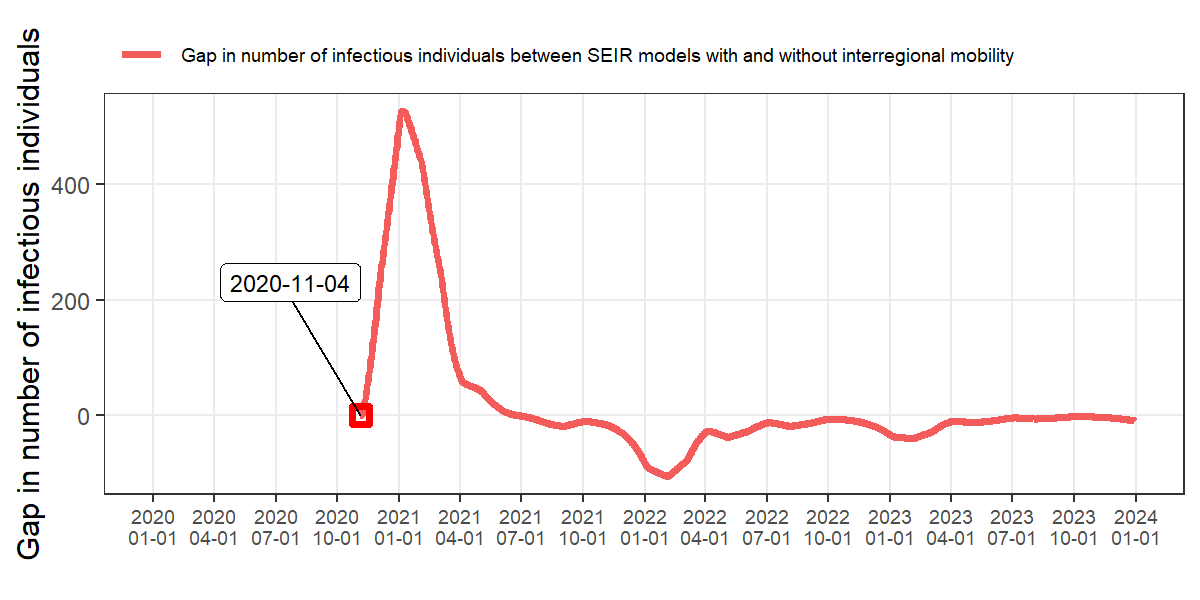 Gap in number of infectious individuals between SEIR models with and without interregional mobility
Gap in number of infectious individuals
400
200
0
2020-11-04
2020 2020 2020 2020 2021 2021 2021 2021 2022 2022 2022 2022 2023 2023 2023 2023 2024
01-01 04-01 07-01 10-01 01-01 04-01 07-01 10-01 01-01 04-01 07-01 10-01 01-01 04-01 07-01 10-01 01-01